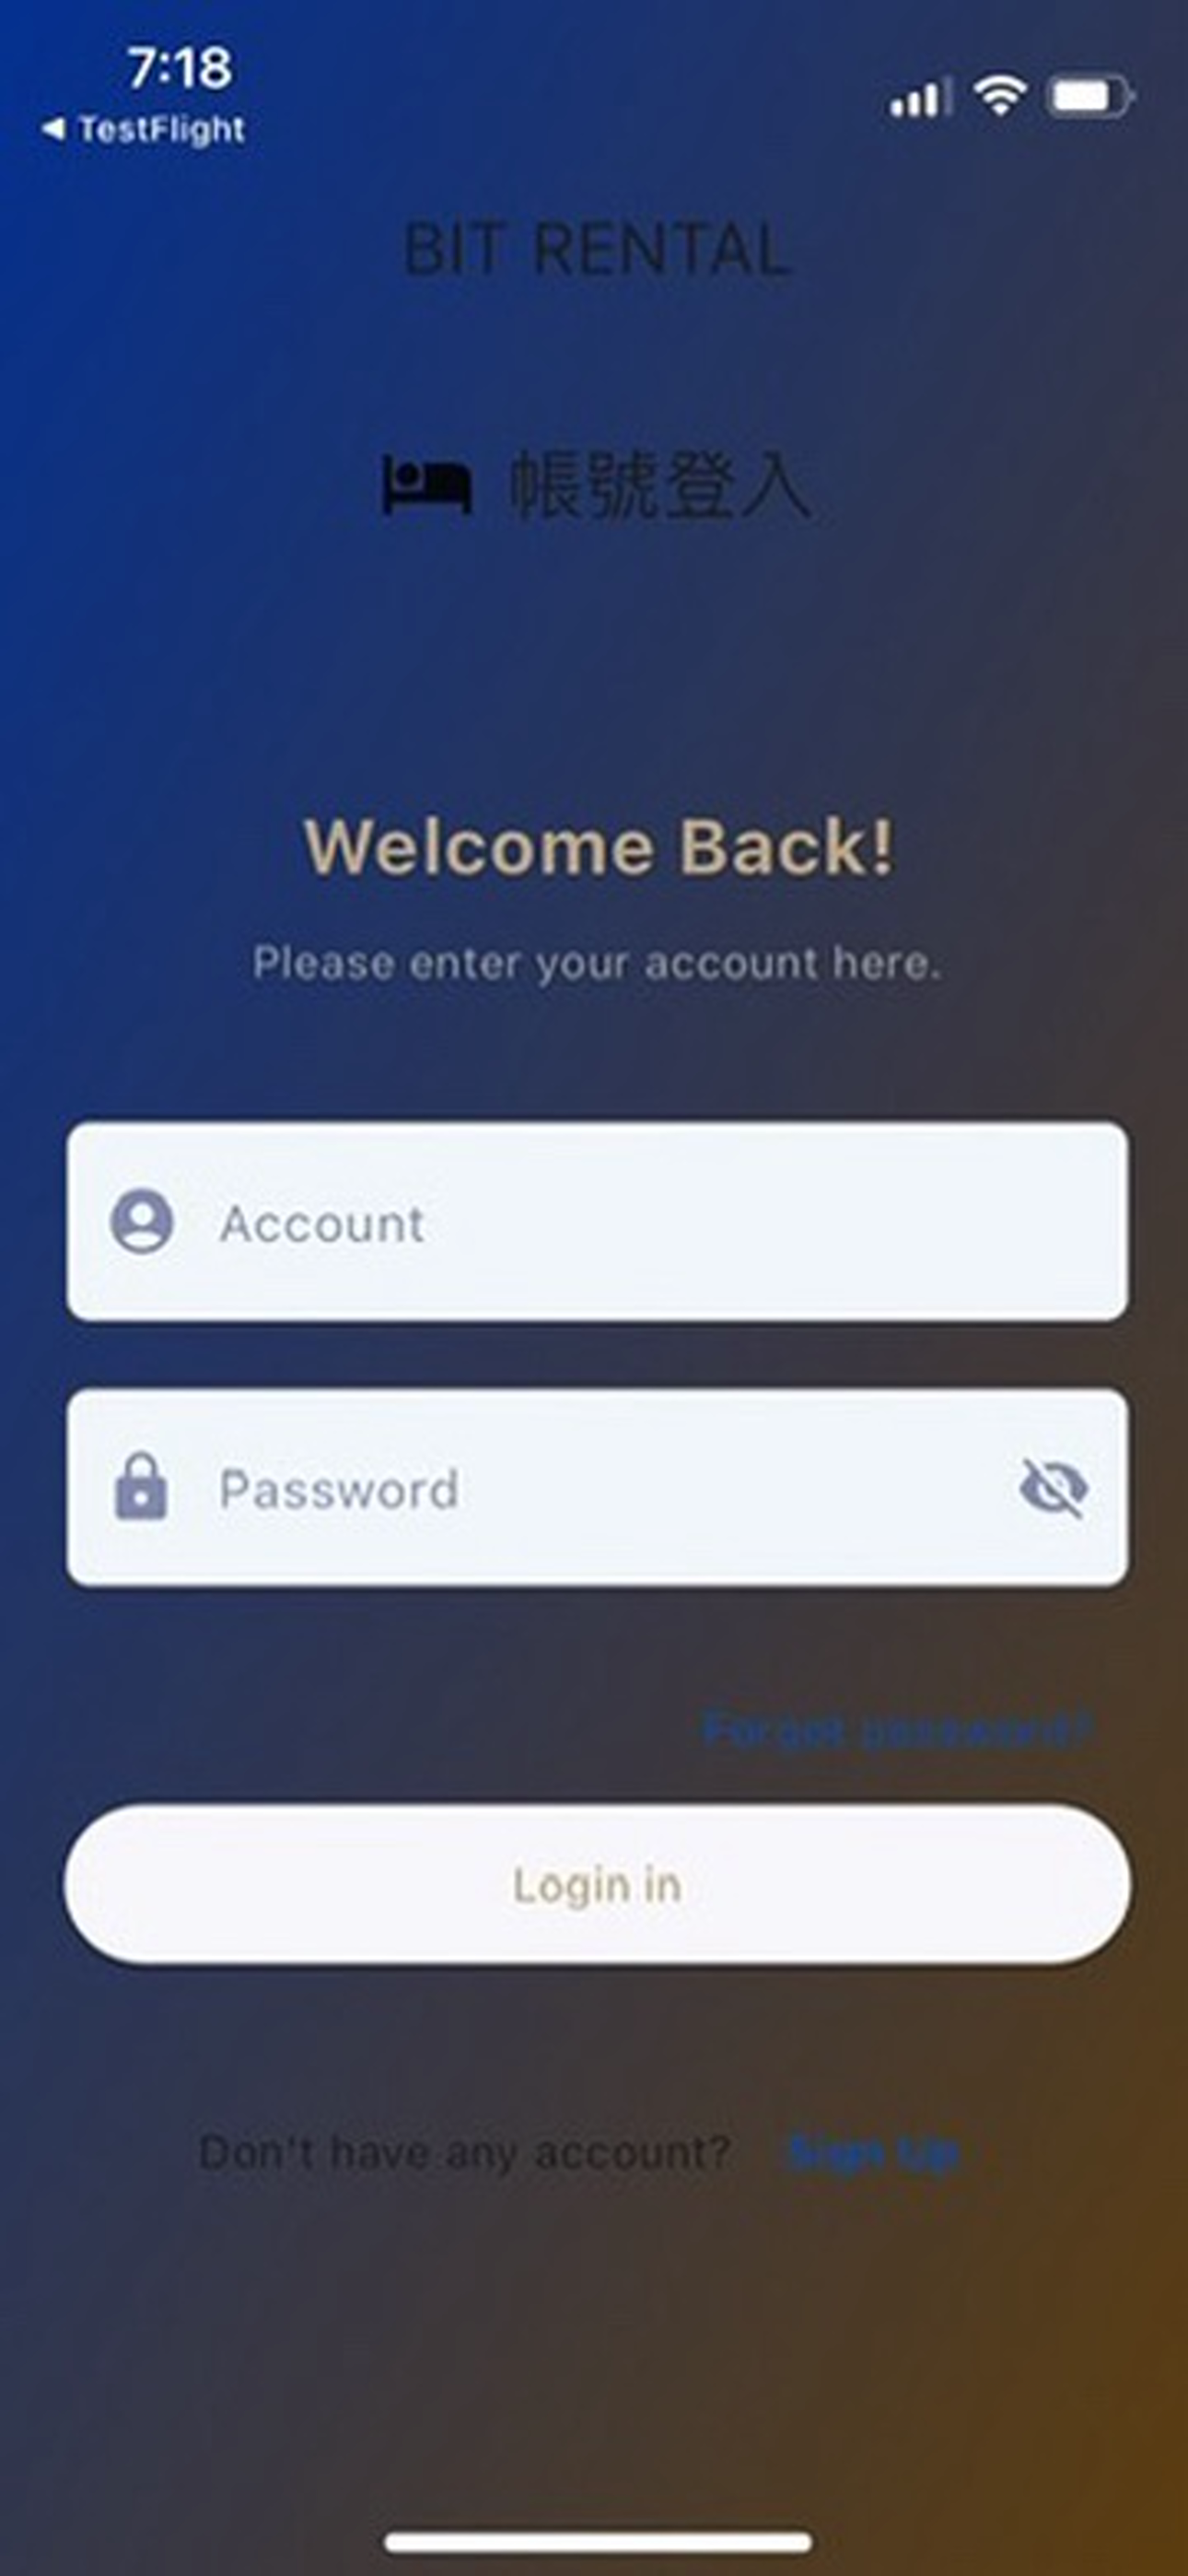 7:18
◀ TestFlight
BIT RENTAL
帳號登入
Welcome Back!
Please enter your account here.
Account
Password
Forgot password?
Login in
Don't have any account? Sign Up